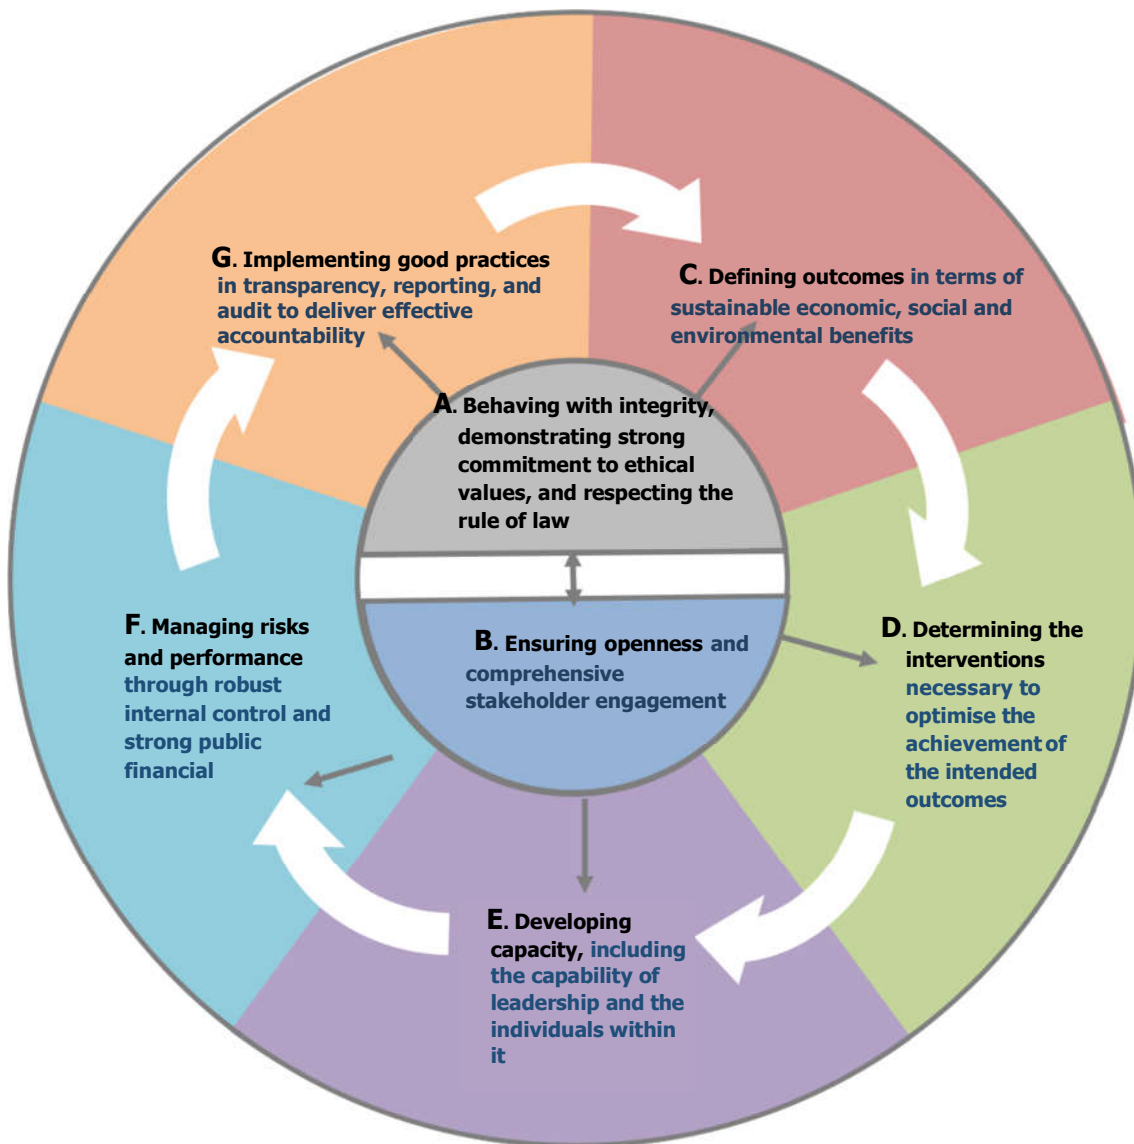 G. Implementing good practices
in transparency, reporting, and
audit to deliver effective
accountability
C. Defining outcomes in terms of
sustainable economic, social and
environmental benefits
A. Behaving with integrity,
demonstrating strong
commitment to ethical
values, and respecting the
rule of law
B. Ensuring openness and
comprehensive
stakeholder engagement
F. Managing risks
and performance
through robust
internal control and
strong public
financial
D. Determining the
interventions
necessary to
optimise the
achievement of
the intended
outcomes
E. Developing
capacity, including
the capability of
leadership and the
individuals within
it